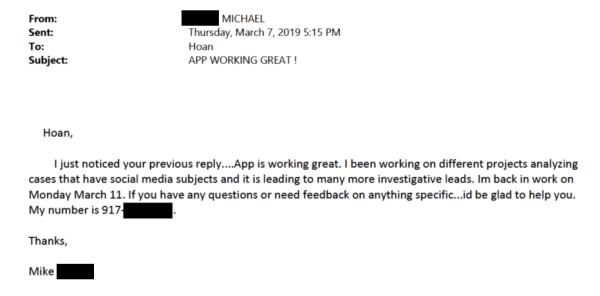 From: MICHAEL
Sent: Thursday, March 7, 2019 5:15 PM
To: Hoan
Subject: APP WORKING GREAT !
Hoan,
I just noticed your previous reply....App is working great. I been working on different projects analyzing
cases that have social media subjects and it is leading to many more investigative leads. Im back in work on
Monday March 11. If you have any questions or need feedback on anything specific...id be glad to help you.
My number is 917- .
Thanks,
Mike